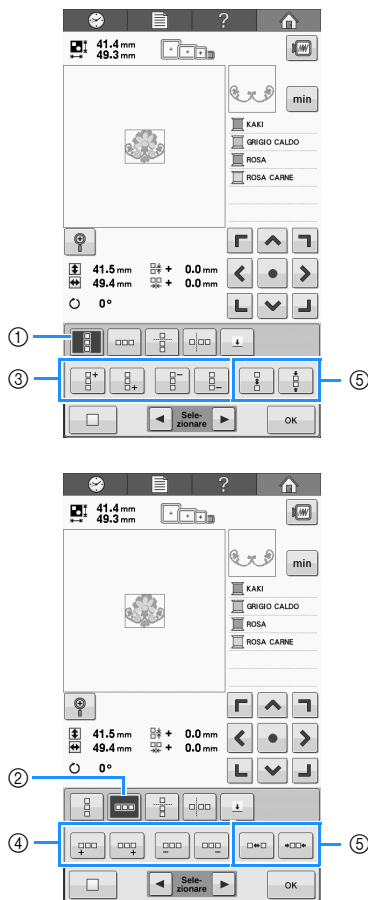 ?
41.4 mm
49.3 mm
min
KAKI
GRIGIO CALDO
ROSA
ROSA CARNE
41.5 mm + 0.0 mm
49.4 mm + 0.0 mm
0°
①
③
⑤
Sele-
zionare
OK
?
41.4 mm
49.3 mm
min
KAKI
GRIGIO CALDO
ROSA
ROSA CARNE
41.5 mm + 0.0 mm
49.4 mm + 0.0 mm
0°
②
④
⑤
Sele-
zionare
OK